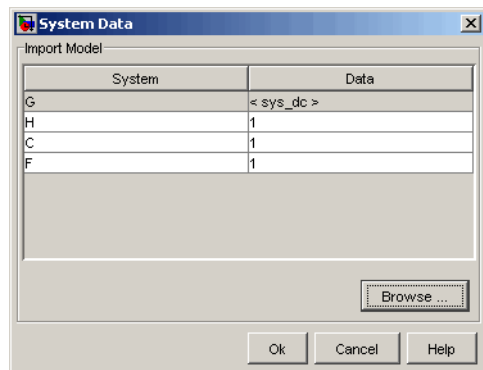 System Data
Import Model
System Data
G < sys_dc >
H 1
C 1
F 1
Browse ...
Ok Cancel Help